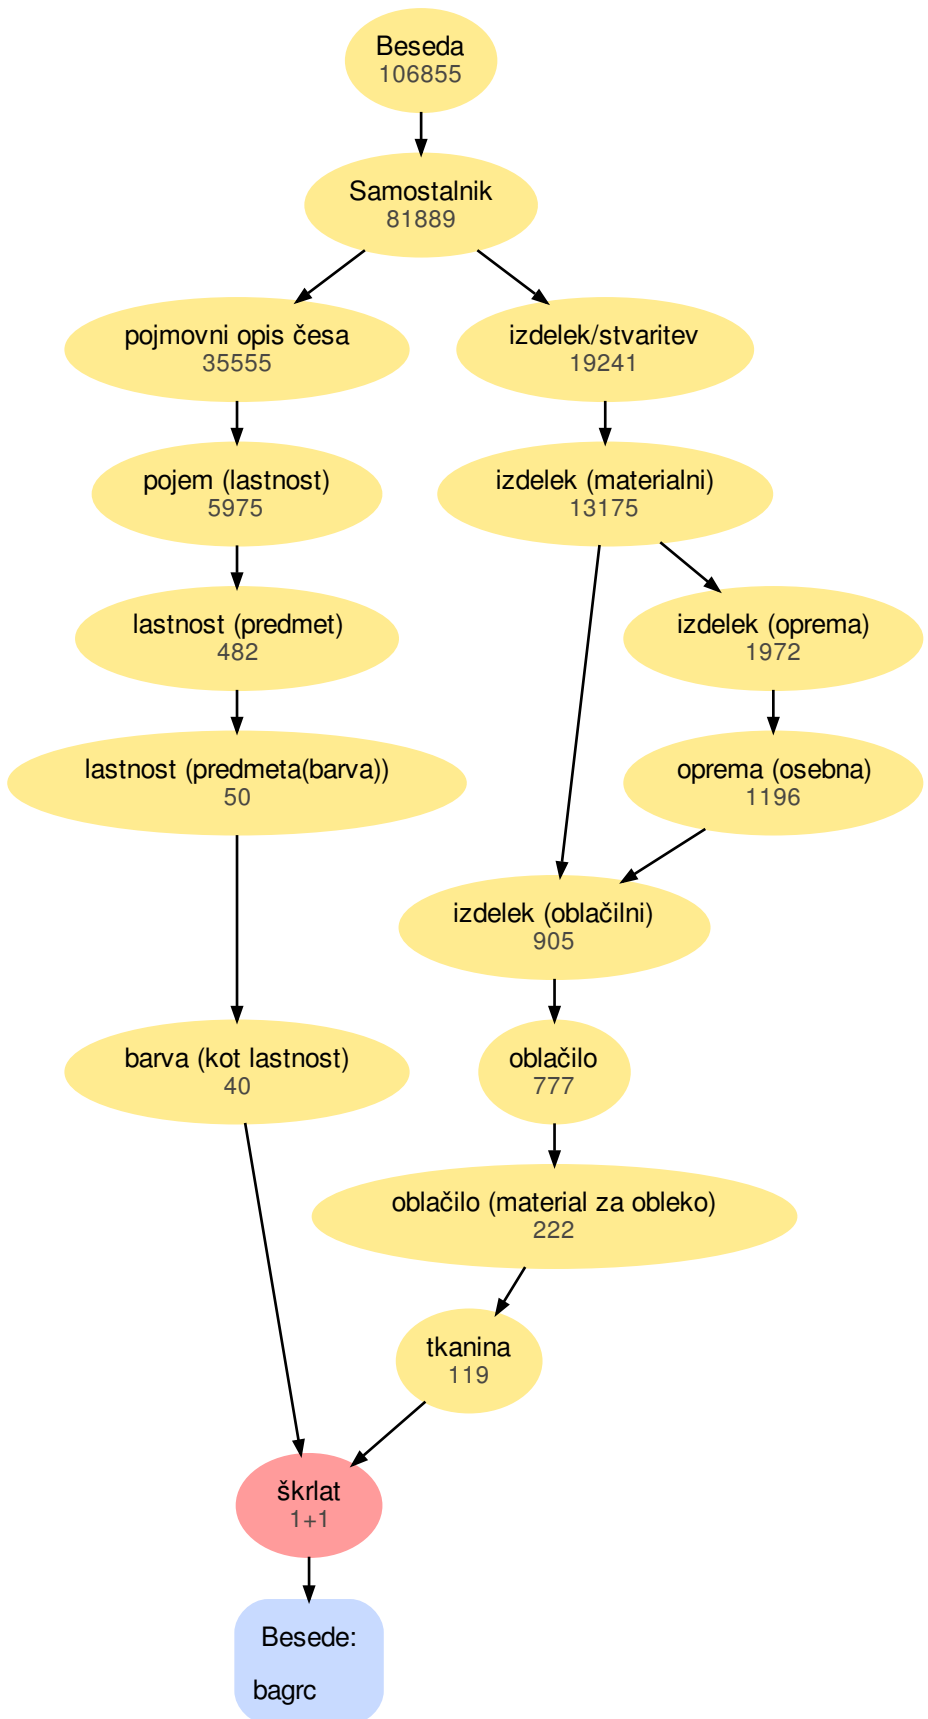 Beseda
106855
Samostalnik
81889
pojmovni opis česa
35555
izdelek/stvaritev
19241
pojem (lastnost)
5975
izdelek (materialni)
13175
lastnost (predmet)
482
izdelek (oprema)
1972
lastnost (predmeta(barva))
50
oprema (osebna)
1196
izdelek (oblačilni)
905
barva (kot lastnost)
40
oblačilo
777
oblačilo (material za obleko)
222
tkanina
119
škrlat
1+1
Besede:
bagrc